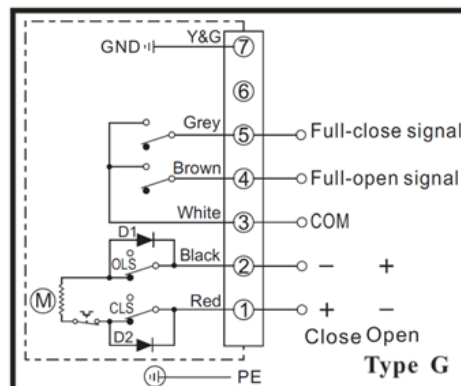 Y&G
GND 7
6
Grey 5 Full-close signal
Brown 4 Full-open signal
White 3 COM
D1
Black 2 − +
OLS
M
CLS Red 1 + −
D2 Close Open
Type G
PE